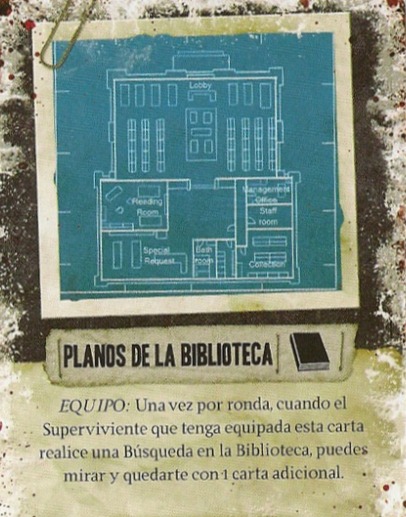 Lobby
Reading
Room
Management
Office
Staff
room
Special
Request
Bath
room
Collection
PLANOS DE LA BIBLIOTECA
EQUIPO: Una vez por ronda, cuando el
Superviviente que tenga equipada esta carta
realice una Búsqueda en la Biblioteca, puedes
mirar y quedarte con 1 carta adicional.